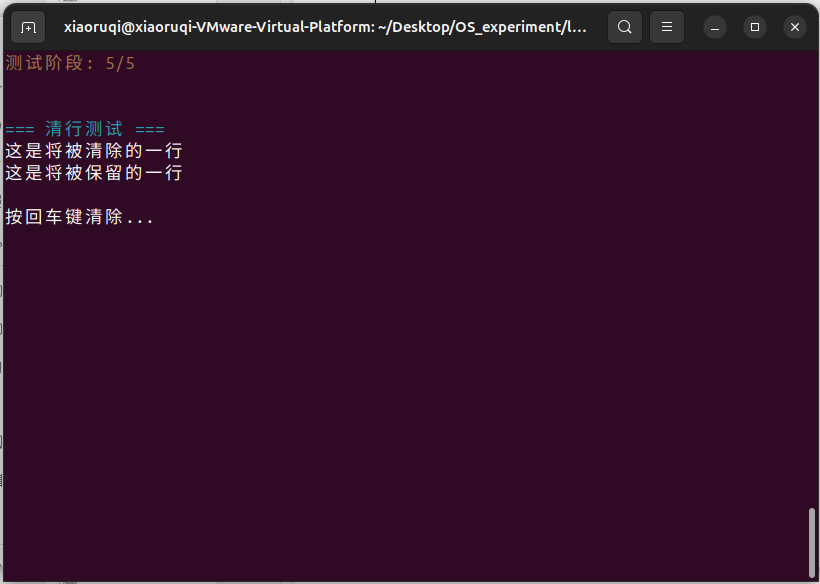 xiaoruqi@xiaoruqi-VMware-Virtual-Platform: ~/Desktop/OS_experiment/l...
测试阶段: 5/5
=== 清行测试 ===
这是将被清除的一行
这是将被保留的一行
按回车键清除...